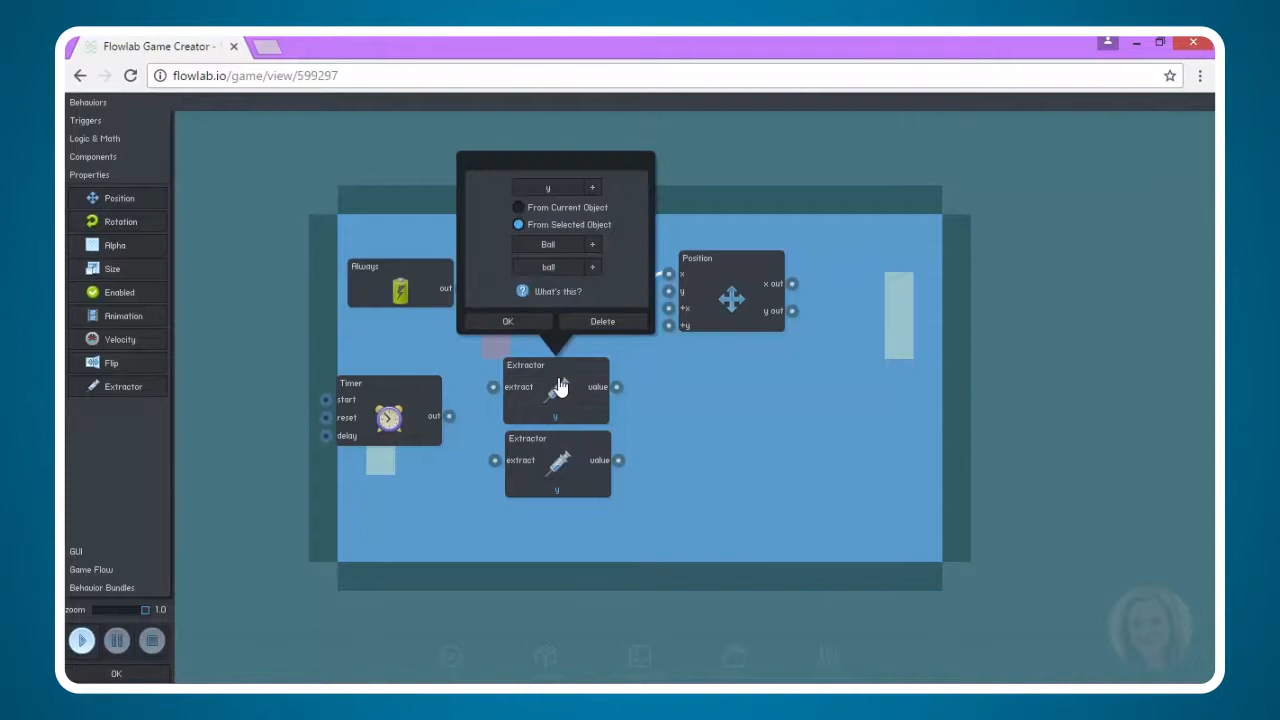 Flowlab Game Creator -
flowlab.io/game/view/599297
Behaviors
Triggers
Logic & Math
Components
Properties
Position
Rotation
Alpha
Size
Enabled
Animation
Velocity
Flip
Extractor
GUI
Game Flow
Behavior Bundles
zoom 1.0
OK
y +
From Current Object
From Selected Object
Ball +
ball +
? What's this?
OK Delete
Always
out
Position
x
y
+x
+y
x out
y out
Extractor
extract value
y
Timer
start
reset
delay
out
Extractor
extract value
y